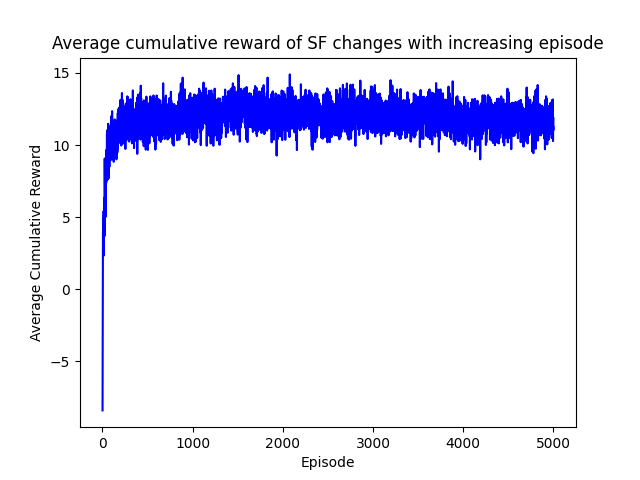 Average cumulative reward of SF changes with increasing episode
15
10
5
0
−5
Average Cumulative Reward
0 1000 2000 3000 4000 5000
Episode